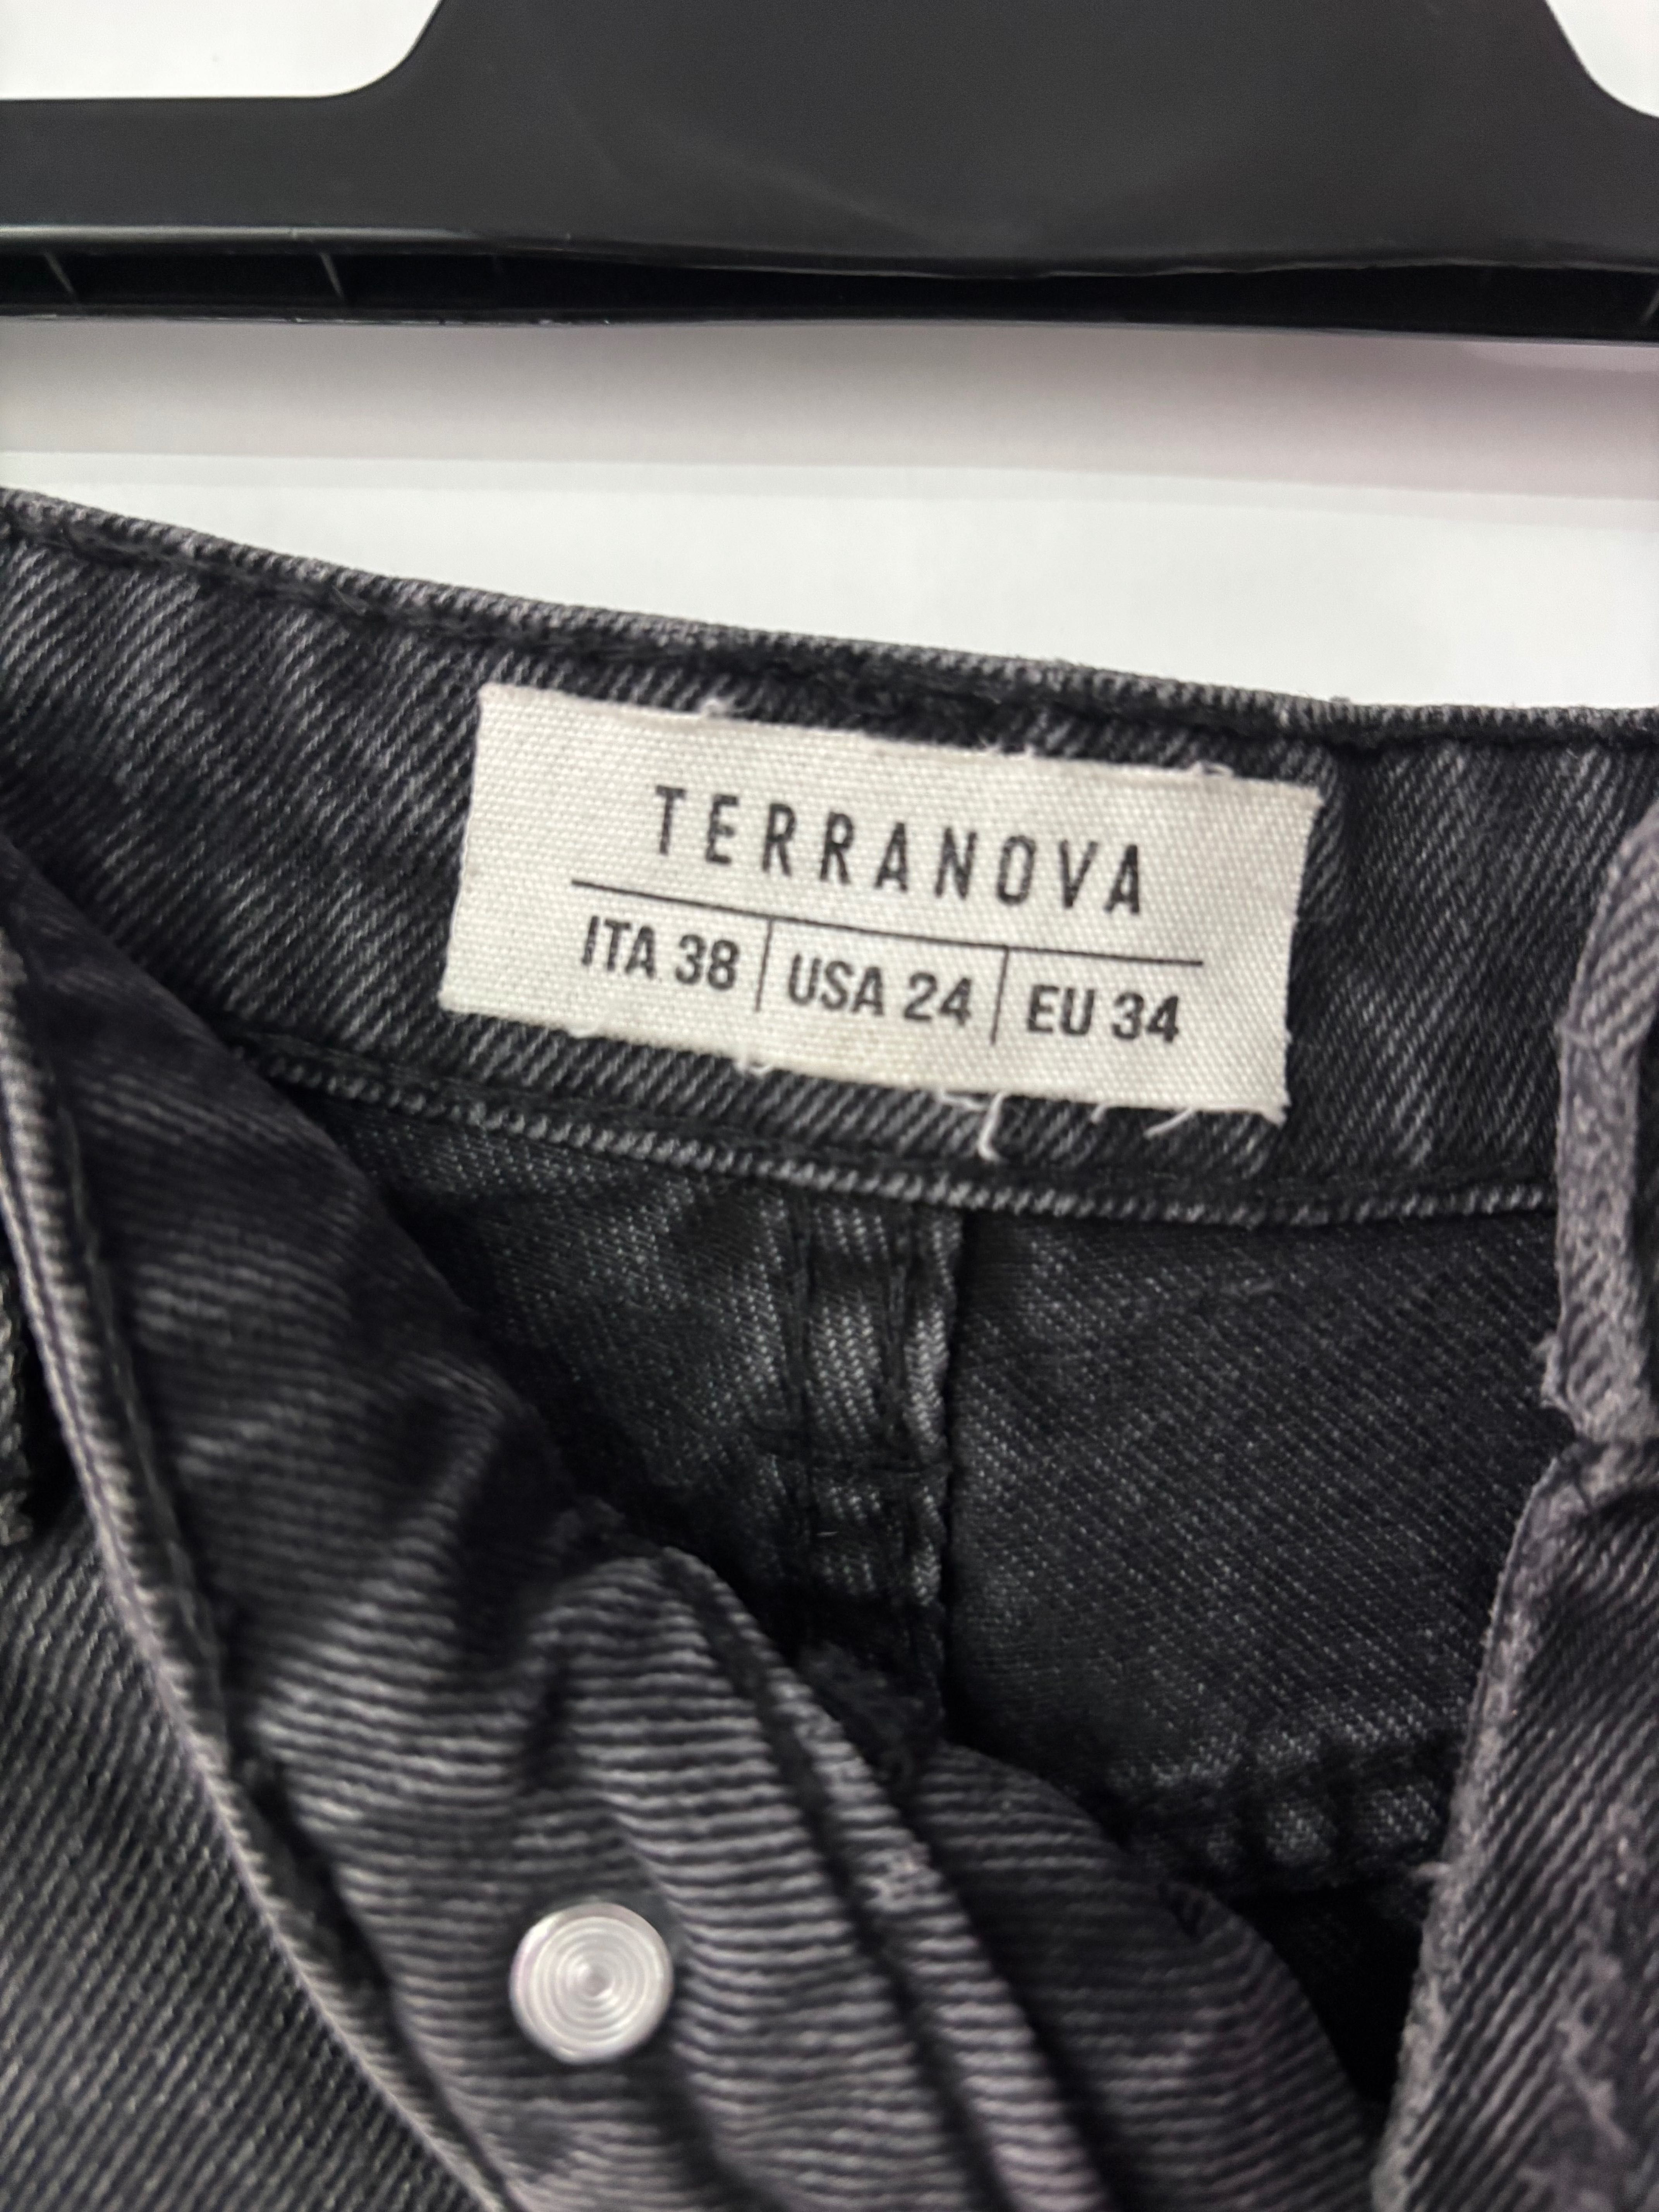 TERRANOVA
ITA 38 | USA 24 | EU 34